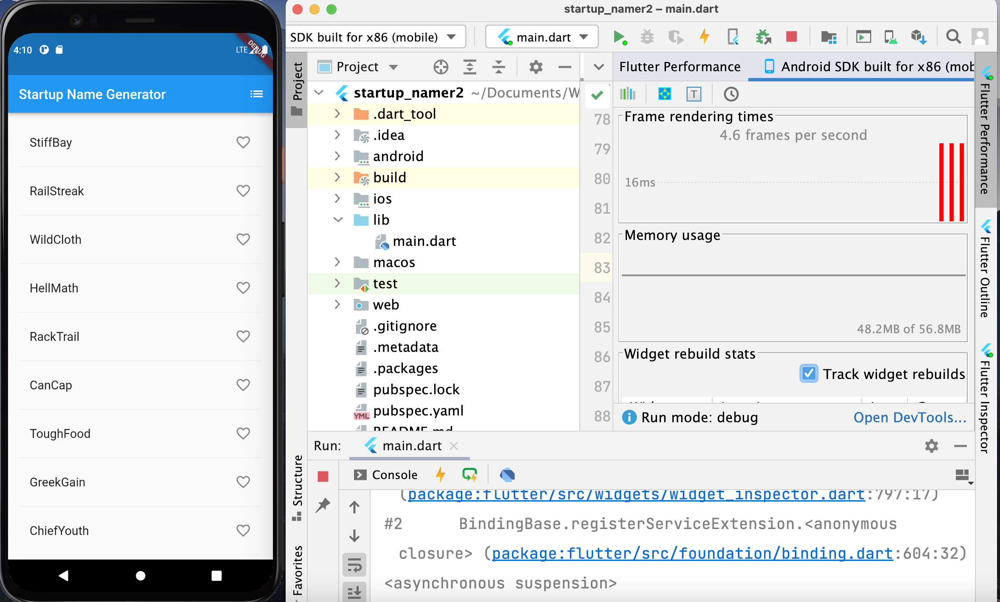 4:10
LTE
DEBUG
Startup Name Generator
StiffBay
RailStreak
WildCloth
HellMath
RackTrail
CanCap
ToughFood
GreekGain
ChiefYouth
startup_namer2 – main.dart
SDK built for x86 (mobile)
main.dart
Project
Structure
Favorites
Project
startup_namer2 ~/Documents/W
.dart_tool
.idea
android
build
ios
lib
main.dart
macos
test
web
.gitignore
.metadata
.packages
pubspec.lock
YML pubspec.yaml
README.md
78
79
80
81
82
83
84
85
86
87
88
Flutter Performance
Android SDK built for x86 (mob
T
Frame rendering times
4.6 frames per second
16ms
Memory usage
48.2MB of 56.8MB
Widget rebuild stats
Track widget rebuilds
Run mode: debug
Open DevTools...
Flutter Performance
Flutter Outline
Flutter Inspector
Run:
main.dart
Console
(package:flutter/src/widgets/widget_inspector.dart:797:17)
#2 BindingBase.registerServiceExtension.<anonymous
closure> (package:flutter/src/foundation/binding.dart:604:32)
<asynchronous suspension>